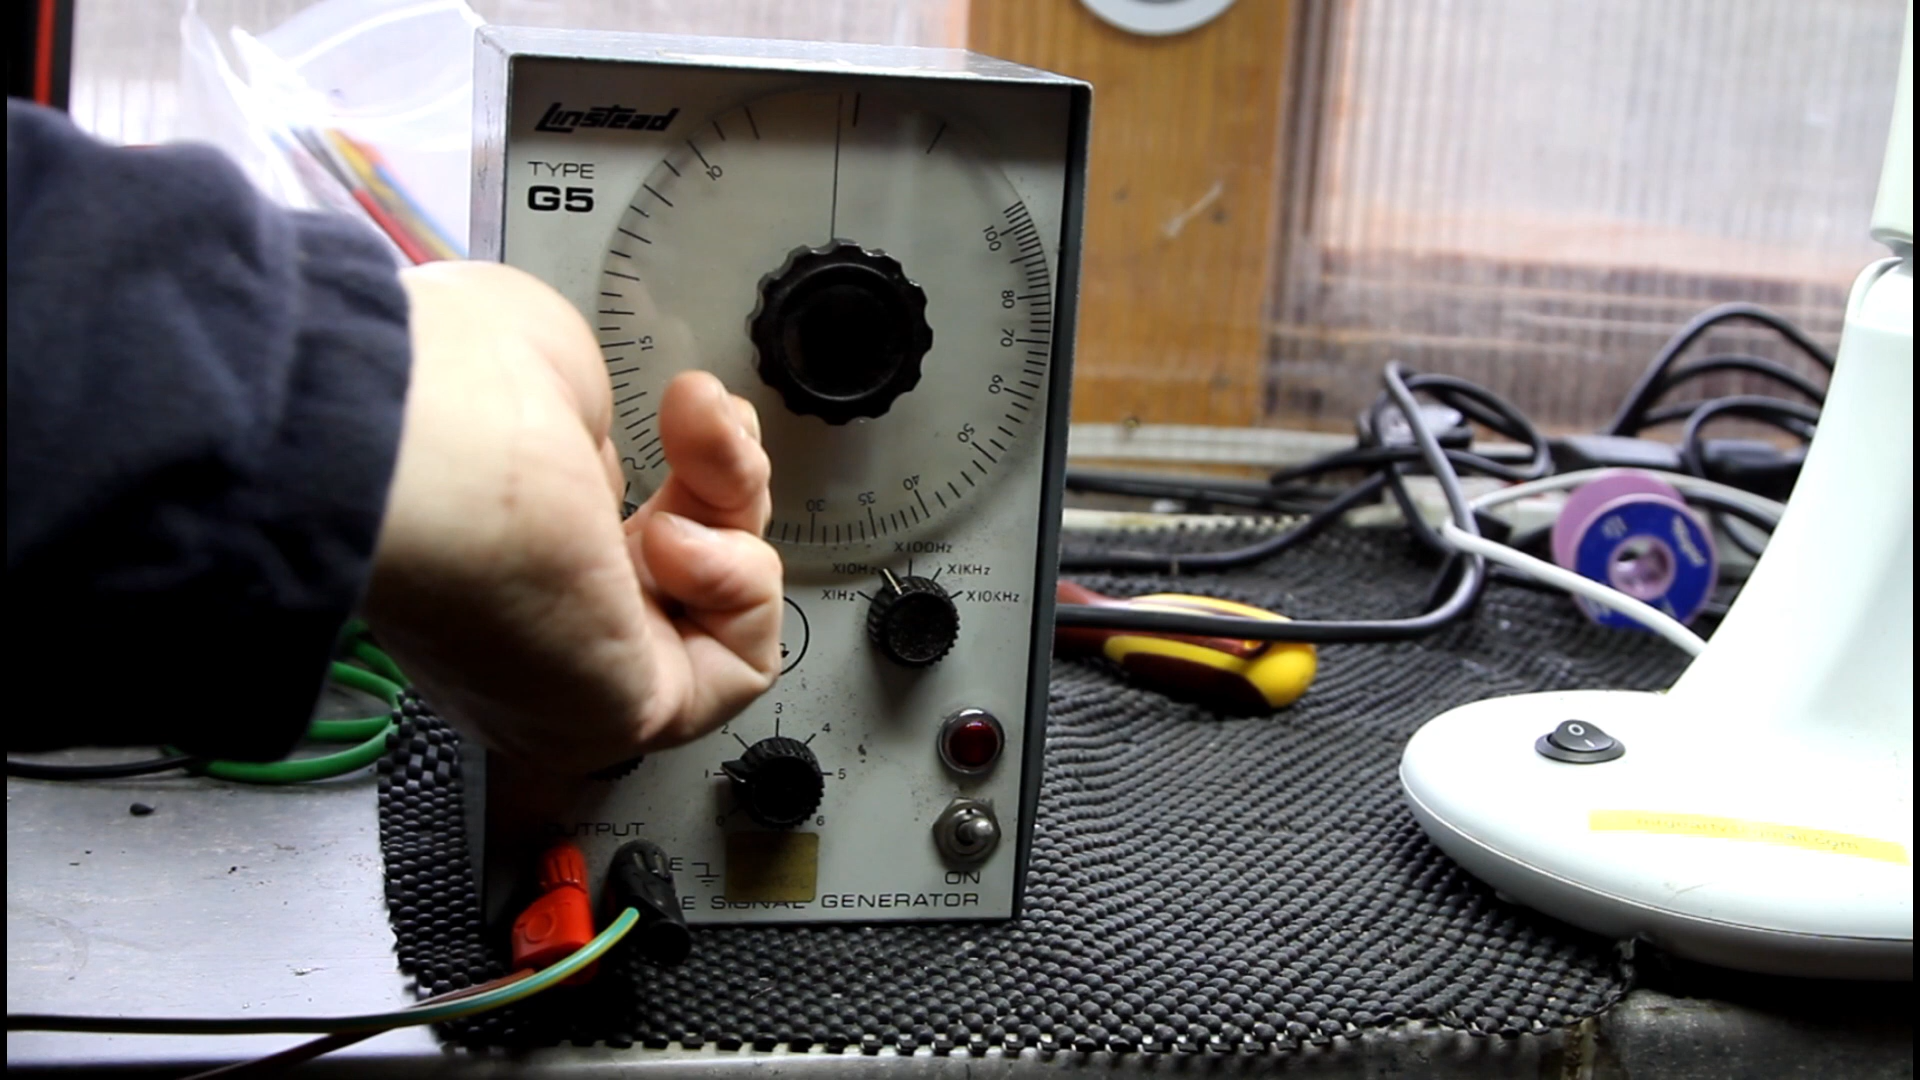 Linstead
TYPE
G5
10
15
2
30
35
40
50
60
70
80
100
X1Hz
X10Hz
X100Hz
X1KHz
X10KHz
0
1
2
3
4
5
6
OUTPUT
E
ON
E SIGNAL GENERATOR
O